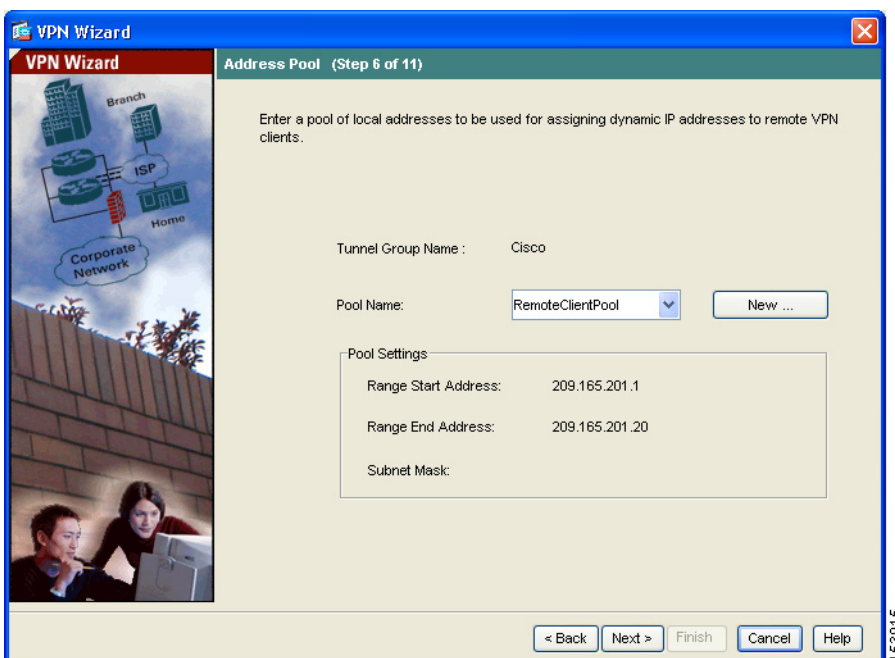 VPN Wizard
VPN Wizard
Address Pool (Step 6 of 11)
Branch
ISP
Home
Corporate
Network
Enter a pool of local addresses to be used for assigning dynamic IP addresses to remote VPN
clients.
Tunnel Group Name : Cisco
Pool Name: RemoteClientPool New ...
Pool Settings
Range Start Address: 209.165.201.1
Range End Address: 209.165.201.20
Subnet Mask:
< Back Next > Finish Cancel Help